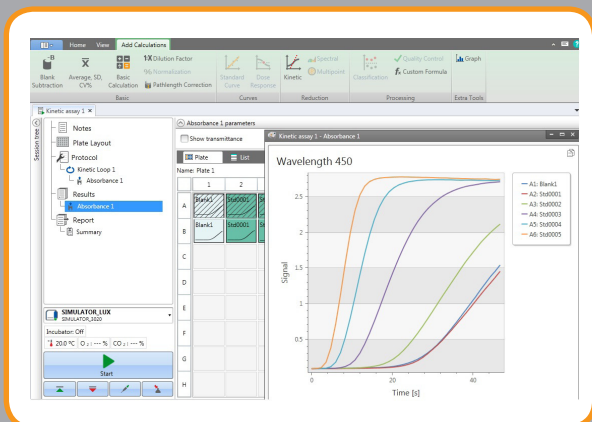 Home View Add Calculations
Blank Subtraction
Average, SD, CV%
Basic Calculation
1X Dilution Factor
% Normalization
Pathlength Correction
Basic
Standard Curve
Dose Response
Curves
Kinetic
Spectral
Multipoint
Reduction
Classification
Quality Control
fx Custom Formula
Processing
Graph
Extra Tools
Kinetic assay 1 ×
Session tree
Notes
Plate Layout
Protocol
Kinetic Loop 1
Absorbance 1
Results
Absorbance 1
Report
Summary
SIMULATOR_LUX
SIMULATOR_3020
Incubator: Off
20.0 °C O₂: --- % CO₂: --- %
Start
Absorbance 1 parameters
Show transmittance
Plate List
Name: Plate 1
1 2
A Blank1 Std0001 St
B Blank1 Std0001 St
C
D
E
F
G
H
Kinetic assay 1 - Absorbance 1
Wavelength 450
Signal
2.5
2
1.5
1
0.5
0 20 40
Time [s]
A1: Blank1
A2: Std0001
A3: Std0002
A4: Std0003
A5: Std0004
A6: Std0005